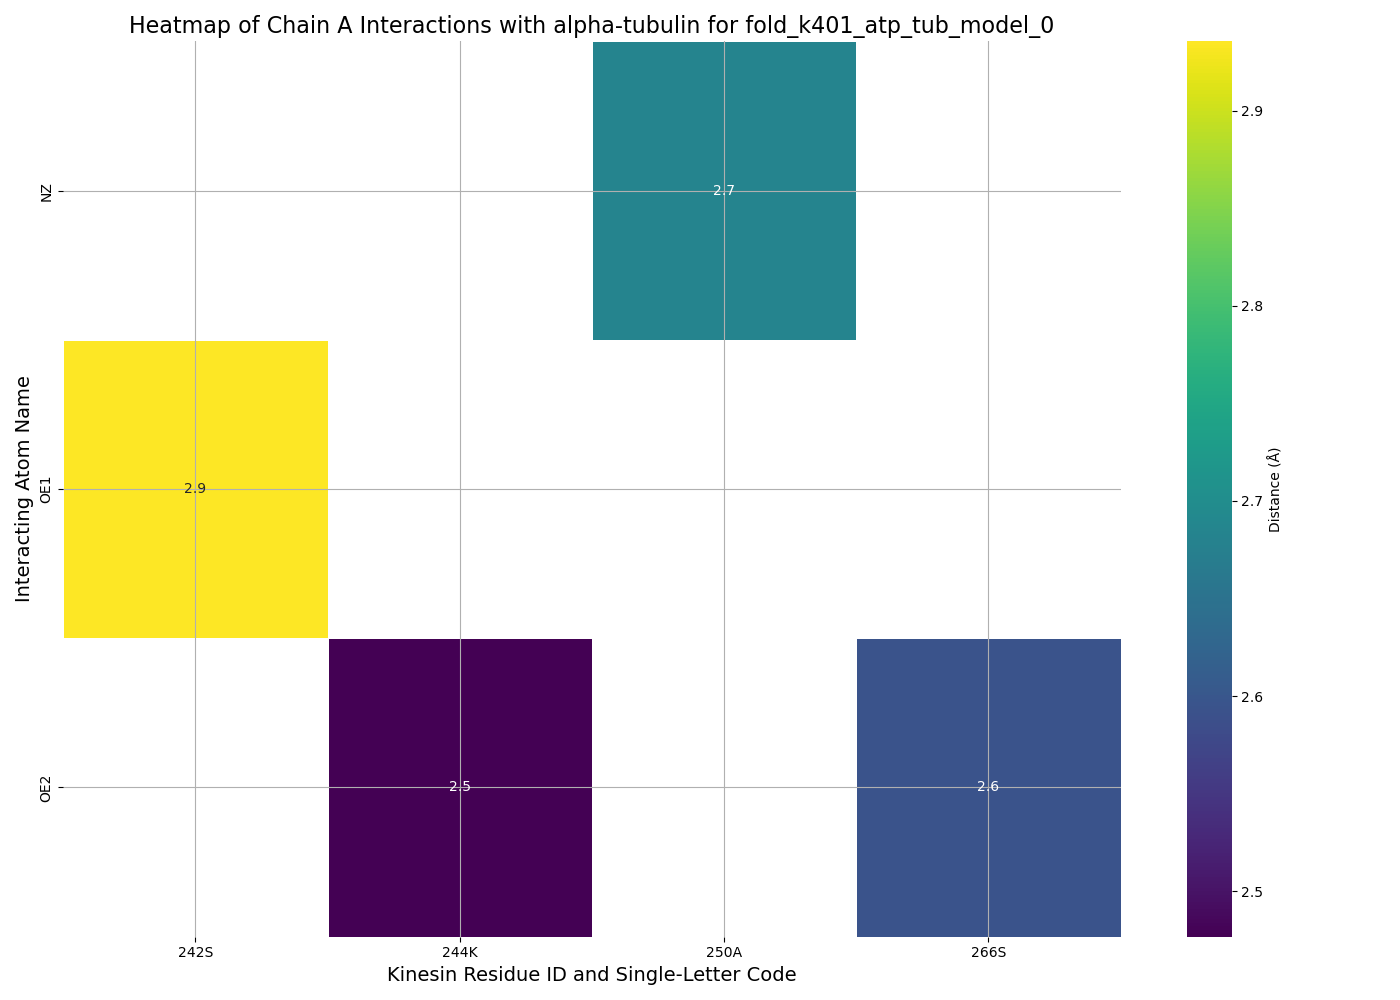 Heatmap of Chain A Interactions with alpha-tubulin for fold_k401_atp_tub_model_0
Interacting Atom Name
NZ
OE1
OE2
2.7
2.9
2.5
2.6
242S
244K
250A
266S
Kinesin Residue ID and Single-Letter Code
2.9
2.8
2.7
2.6
2.5
Distance (Å)